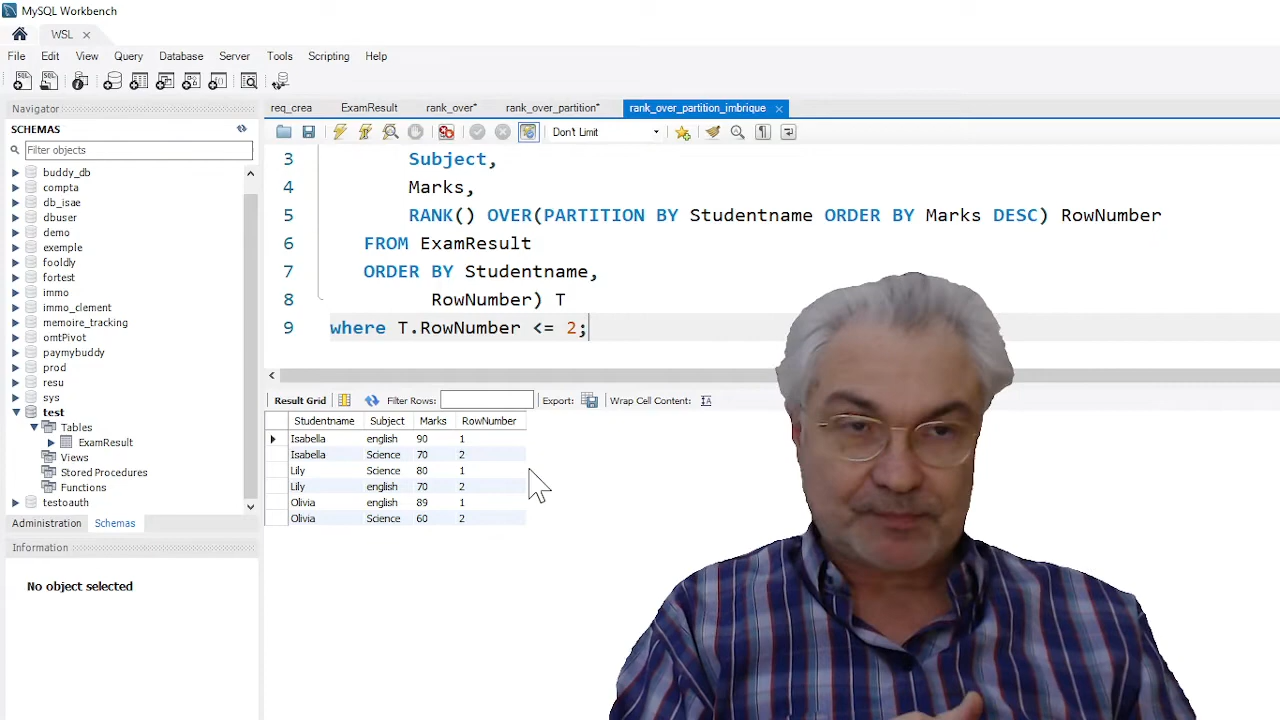 MySQL Workbench
WSL
File Edit View Query Database Server Tools Scripting Help
Navigator
SCHEMAS
Filter objects
buddy_db
compta
db_isae
dbuser
demo
exemple
fooldly
fortest
immo
immo_clement
memoire_tracking
omtPivot
paymybuddy
prod
resu
sys
test
Tables
ExamResult
Views
Stored Procedures
Functions
testoauth
Administration Schemas
Information
No object selected
req_crea ExamResult rank_over* rank_over_partition* rank_over_partition_imbrique
Don't Limit
3 Subject,
4 Marks,
5 RANK() OVER(PARTITION BY Studentname ORDER BY Marks DESC) RowNumber
6 FROM ExamResult
7 ORDER BY Studentname,
8 RowNumber) T
9 where T.RowNumber <= 2;
Result Grid Filter Rows: Export: Wrap Cell Content:
Studentname Subject Marks RowNumber
Isabella english 90 1
Isabella Science 70 2
Lily Science 80 1
Lily english 70 2
Olivia english 89 1
Olivia Science 60 2